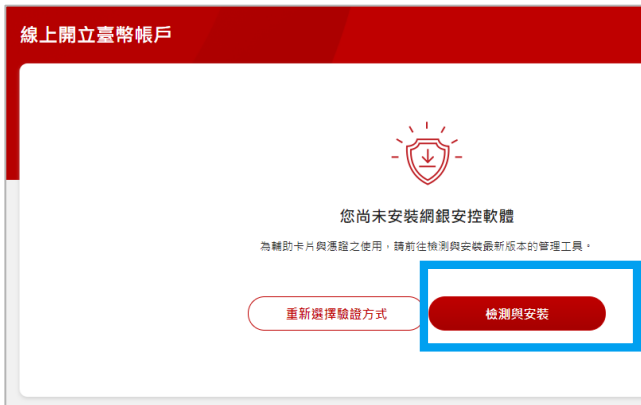 線上開立臺幣帳戶
您尚未安裝網銀安控軟體
為輔助卡片與憑證之使用，請前往檢測與安裝最新版本的管理工具。
重新選擇驗證方式
檢測與安裝